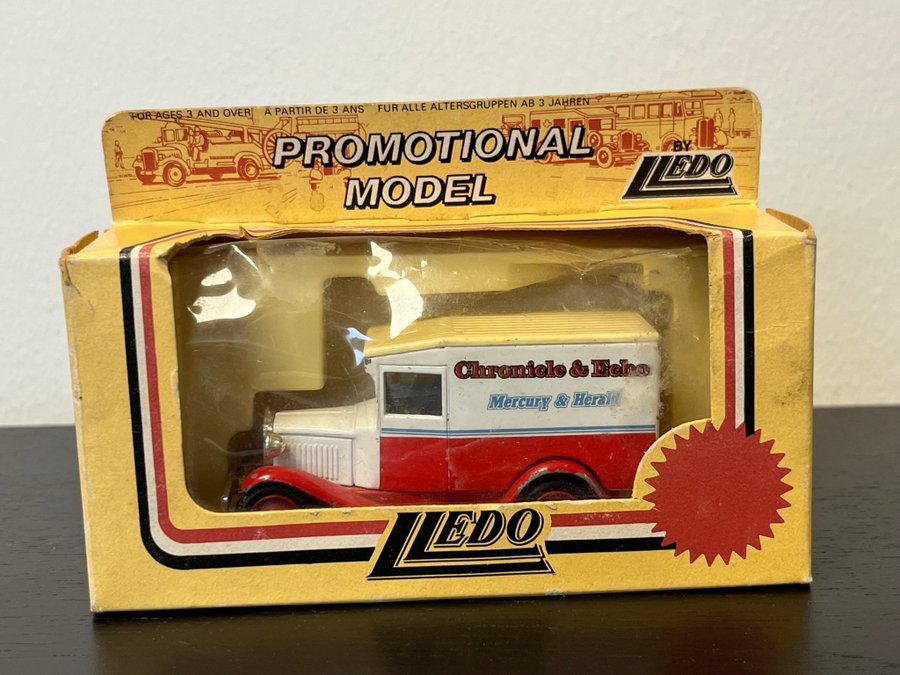 FOR AGES 3 AND OVER À PARTIR DE 3 ANS FUR ALLE ALTERSGRUPPEN AB 3 JAHREN
PROMOTIONAL
MODEL
BY
LLEDO
Chronicle & Echo
Mercury & Herald
LLEDO